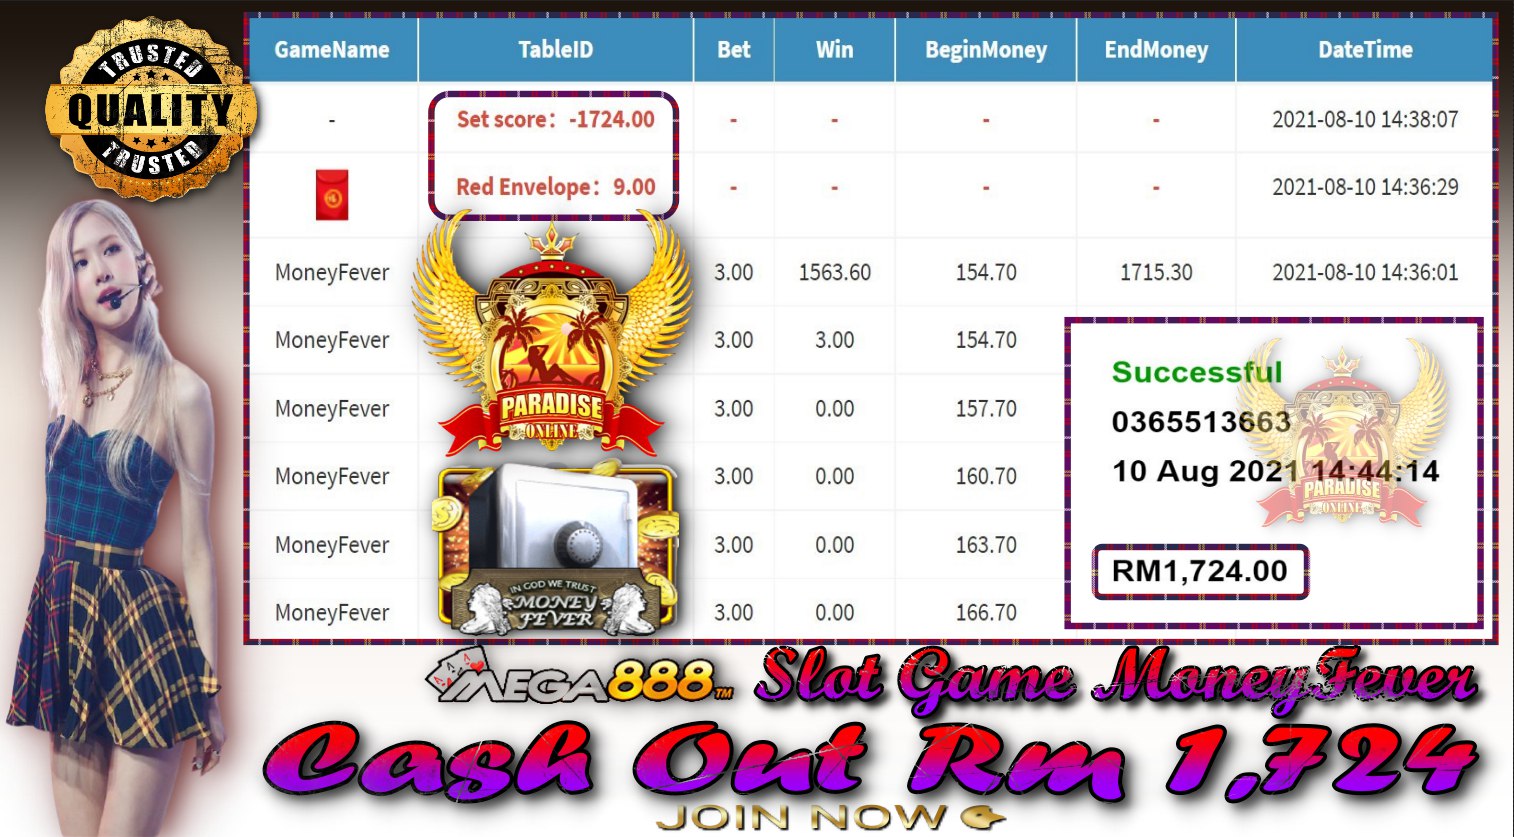 TRUSTED
QUALITY
TRUSTED
GameName TableID Bet Win BeginMoney EndMoney DateTime
- Set score: -1724.00 - - - - 2021-08-10 14:38:07
Red Envelope: 9.00 - - - - 2021-08-10 14:36:29
MoneyFever 3.00 1563.60 154.70 1715.30 2021-08-10 14:36:01
MoneyFever 3.00 3.00 154.70
MoneyFever 3.00 0.00 157.70
MoneyFever 3.00 0.00 160.70
MoneyFever 3.00 0.00 163.70
MoneyFever 3.00 0.00 166.70
PARADISE
ONLINE
IN GOD WE TRUST
MONEY
FEVER
Successful
0365513663
10 Aug 2021 14:44:14
PARADISE
ONLINE
RM1,724.00
MEGA888 TM Slot Game MoneyFever
Cash Out Rm 1,724
JOIN NOW